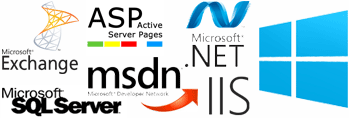 Microsoft
Exchange
ASP Active
Server Pages
msdn
Microsoft Developer Network
Microsoft
SQL Server
Microsoft
.NET
IIS